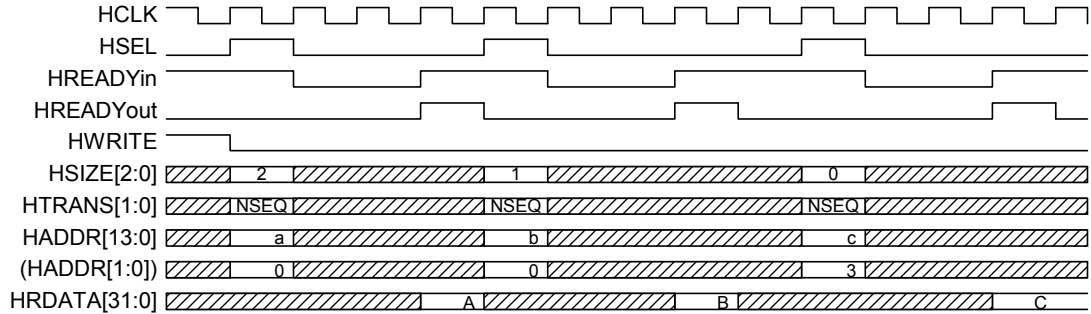 HCLK
HSEL
HREADYin
HREADYout
HWRITE
HSIZE[2:0] 2 1 0
HTRANS[1:0] NSEQ NSEQ NSEQ
HADDR[13:0] a b c
(HADDR[1:0]) 0 0 3
HRDATA[31:0] A B C